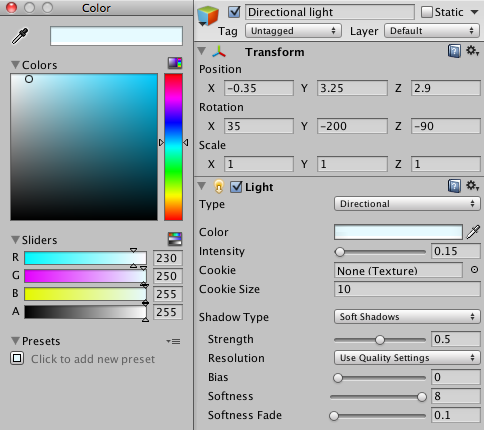 Color
Colors
Sliders
R 230
G 250
B 255
A 255
Presets
Click to add new preset
Directional light Static
Tag Untagged Layer Default
Transform
Position
X -0.35 Y 3.25 Z 2.9
Rotation
X 35 Y -200 Z -90
Scale
X 1 Y 1 Z 1
Light
Type Directional
Color
Intensity 0.15
Cookie None (Texture)
Cookie Size 10
Shadow Type Soft Shadows
Strength 0.5
Resolution Use Quality Settings
Bias 0
Softness 8
Softness Fade 0.1